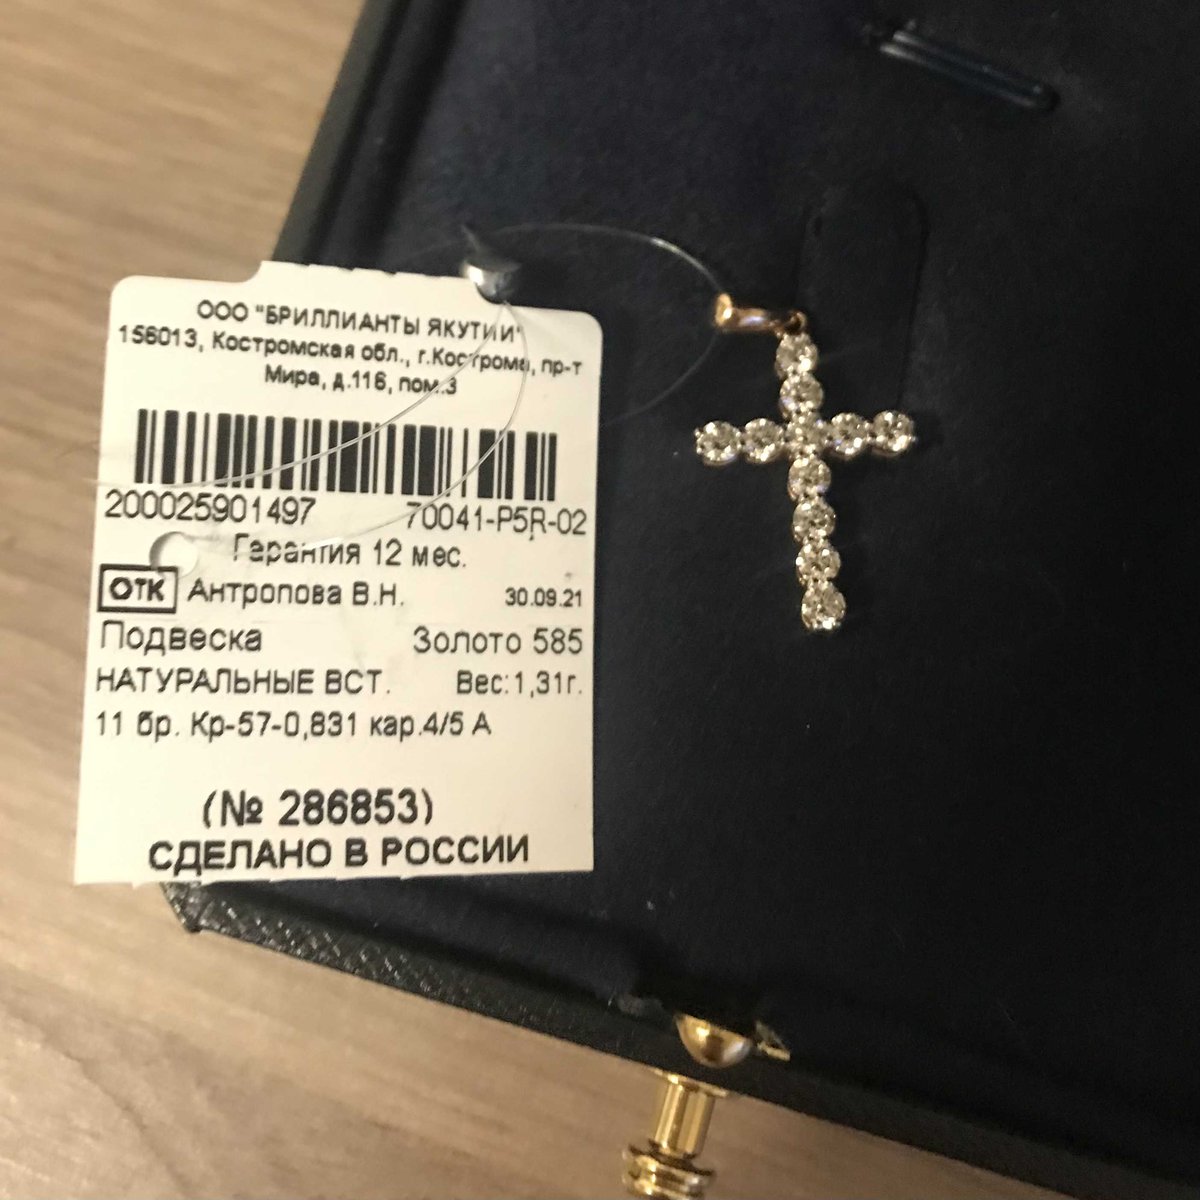 ООО "БРИЛЛИАНТЫ ЯКУТИИ"
156013, Костромская обл., г.Кострома, пр-т
Мира, д.116, пом.3
200025901497 70041-P5R-02
Гарантия 12 мес.
ОТК Антропова В.Н. 30.09.21
Подвеска Золото 585
НАТУРАЛЬНЫЕ ВСТ. Вес:1,31г.
11 бр. Кр-57-0,831 кар.4/5 А
(№ 286853)
СДЕЛАНО В РОССИИ